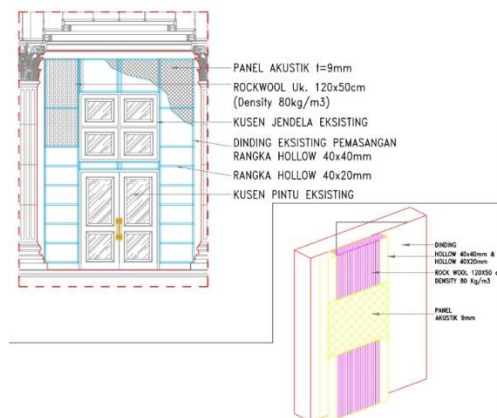 PANEL AKUSTIK t=9mm
ROCKWOOL Uk. 120x50cm
(Density 80kg/m3)
KUSEN JENDELA EKSISTING
DINDING EKSISTING PEMASANGAN
RANGKA HOLLOW 40x40mm
RANGKA HOLLOW 40x20mm
KUSEN PINTU EKSISTING
DINDING
HOLLOW 40x40mm &
HOLLOW 40X20mm
ROCK WOOL 120X50 c
DENSITY 80 Kg/m3
PANEL
AKUSTIK 9mm